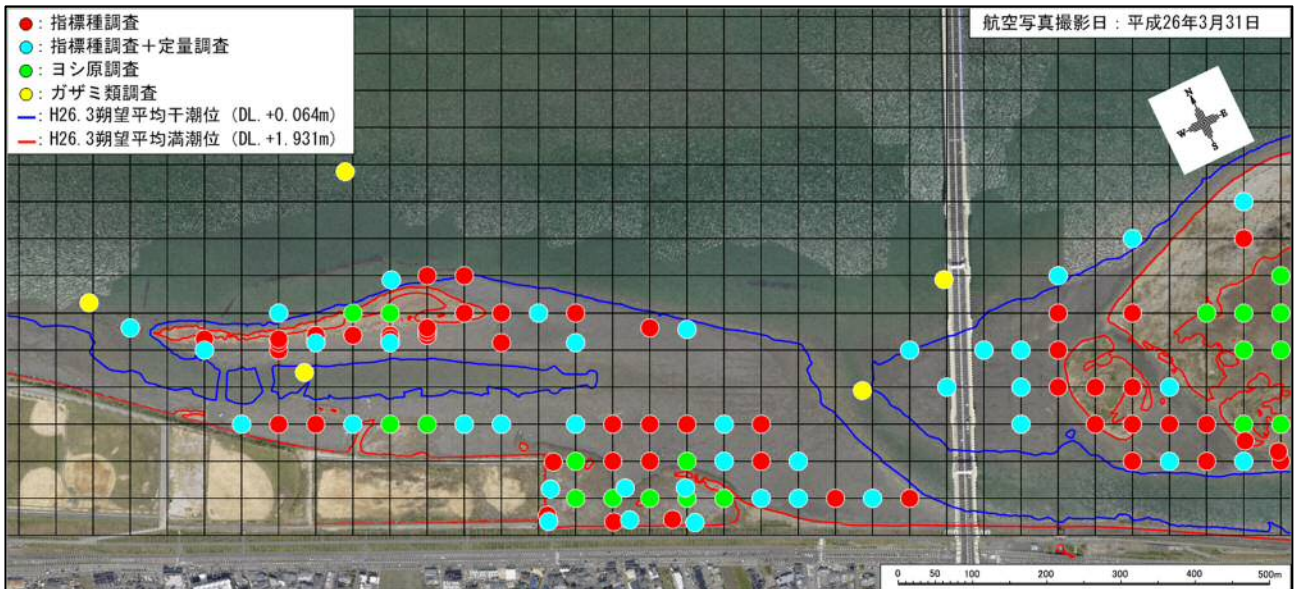 ：指標種調査
：指標種調査＋定量調査
：ヨシ原調査
：ガザミ類調査
：H26.3朔望平均干潮位（DL.+0.064m）
：H26.3朔望平均満潮位（DL.+1.931m）
航空写真撮影日：平成26年3月31日
N
W E
S
0 50 100 200 300 400 500m